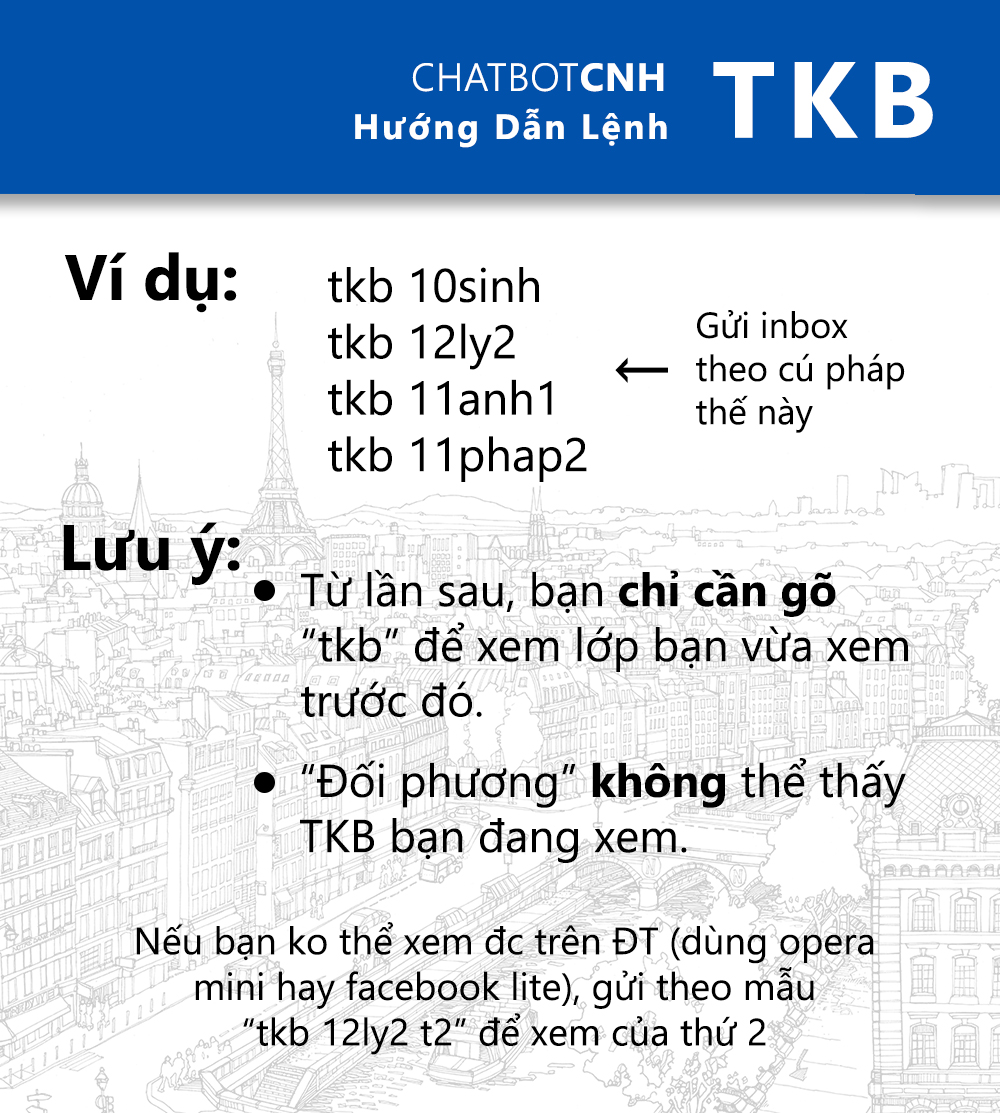 CHATBOTCNH
Hướng Dẫn Lệnh
TKB
Ví dụ:
tkb 10sinh
tkb 12ly2
tkb 11anh1
tkb 11phap2
Gửi inbox
theo cú pháp
thế này
Lưu ý:
• Từ lần sau, bạn chỉ cần gõ
“tkb” để xem lớp bạn vừa xem
trước đó.
• “Đối phương” không thể thấy
TKB bạn đang xem.
Nếu bạn ko thể xem đc trên ĐT (dùng opera
mini hay facebook lite), gửi theo mẫu
“tkb 12ly2 t2” để xem của thứ 2